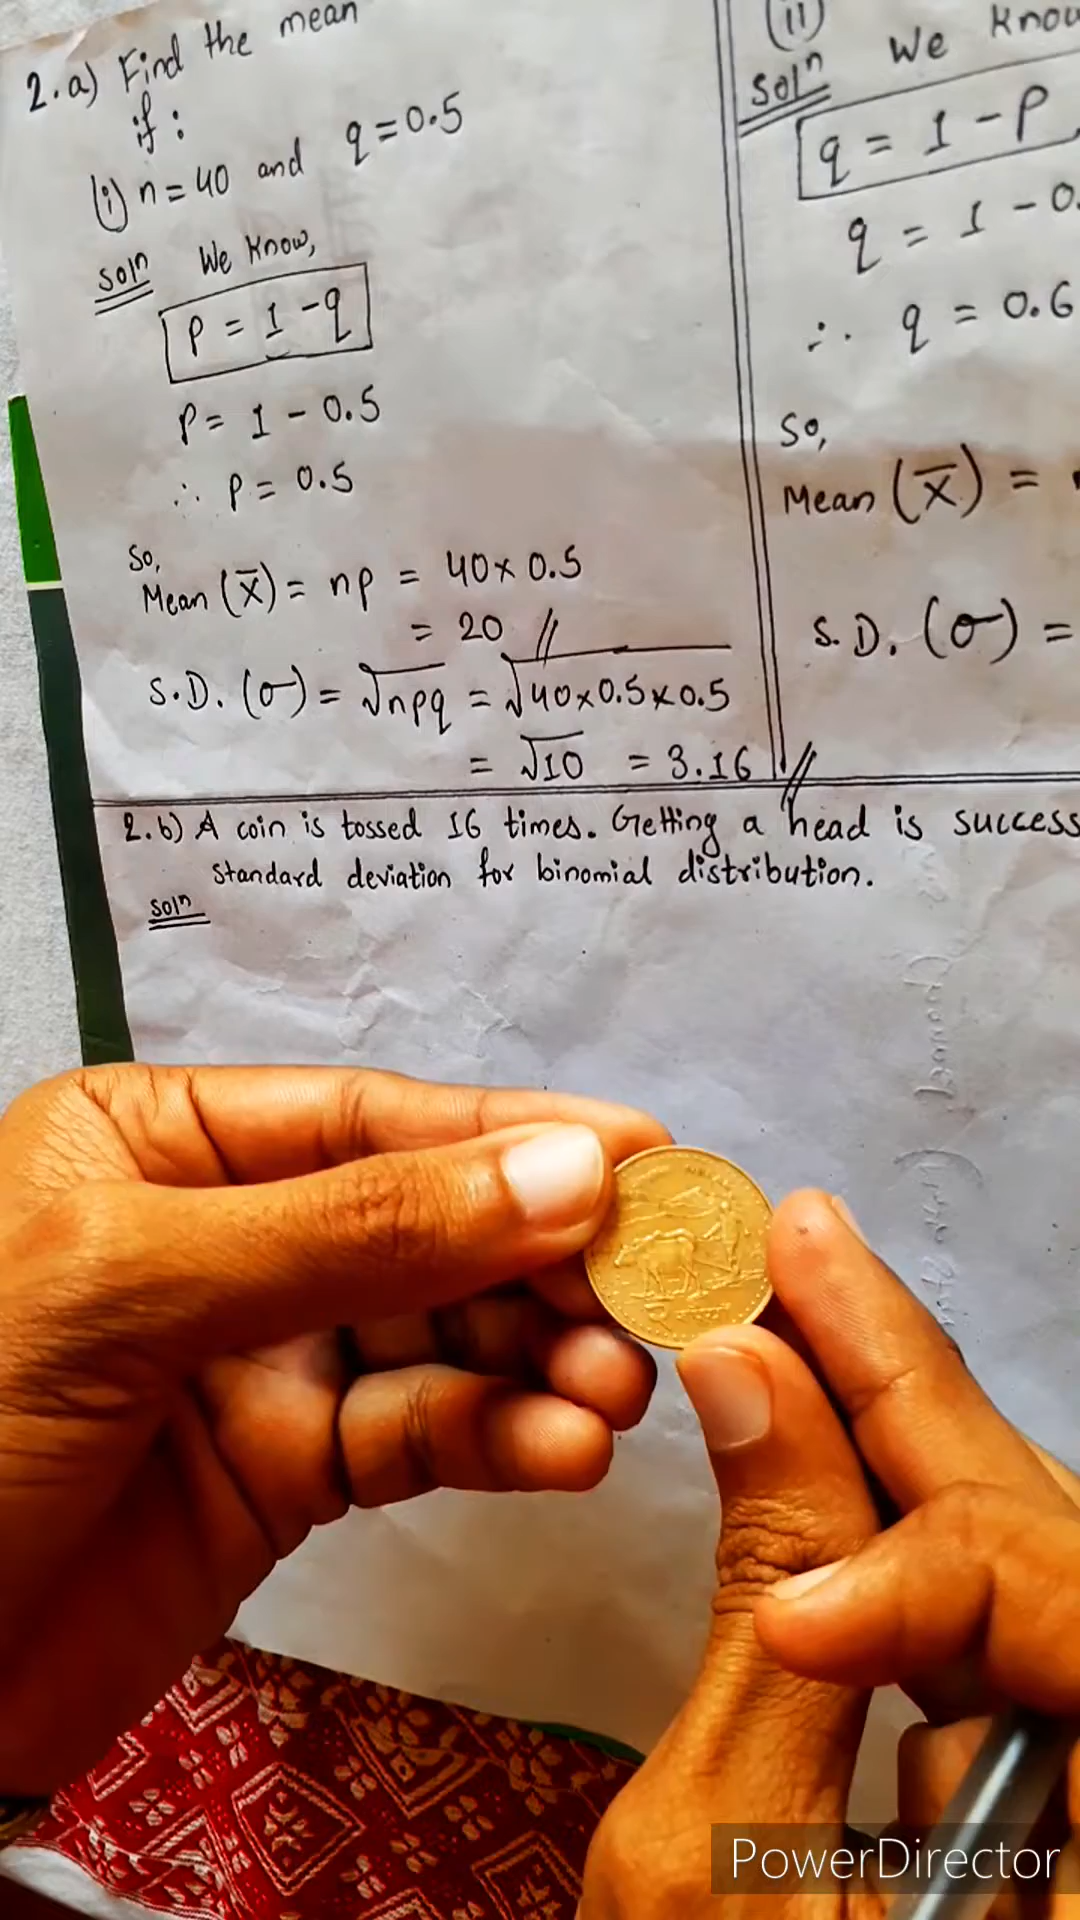 2.a) Find the mean
if :
(i) n = 40 and q = 0.5
Soln We Know,
P = 1 - q
P = 1 - 0.5
∴ P = 0.5
So,
Mean (x̄) = np = 40 × 0.5
= 20 //
S.D. (σ) = √npq = √40×0.5×0.5
= √10 = 3.16 //
(ii)
Soln We Know
q = 1 - P
q = 1 - 0.
∴ q = 0.6
So,
Mean (x̄) =
S.D. (σ) =
2.b) A coin is tossed 16 times. Getting a head is success
standard deviation for binomial distribution.
Soln
PowerDirector